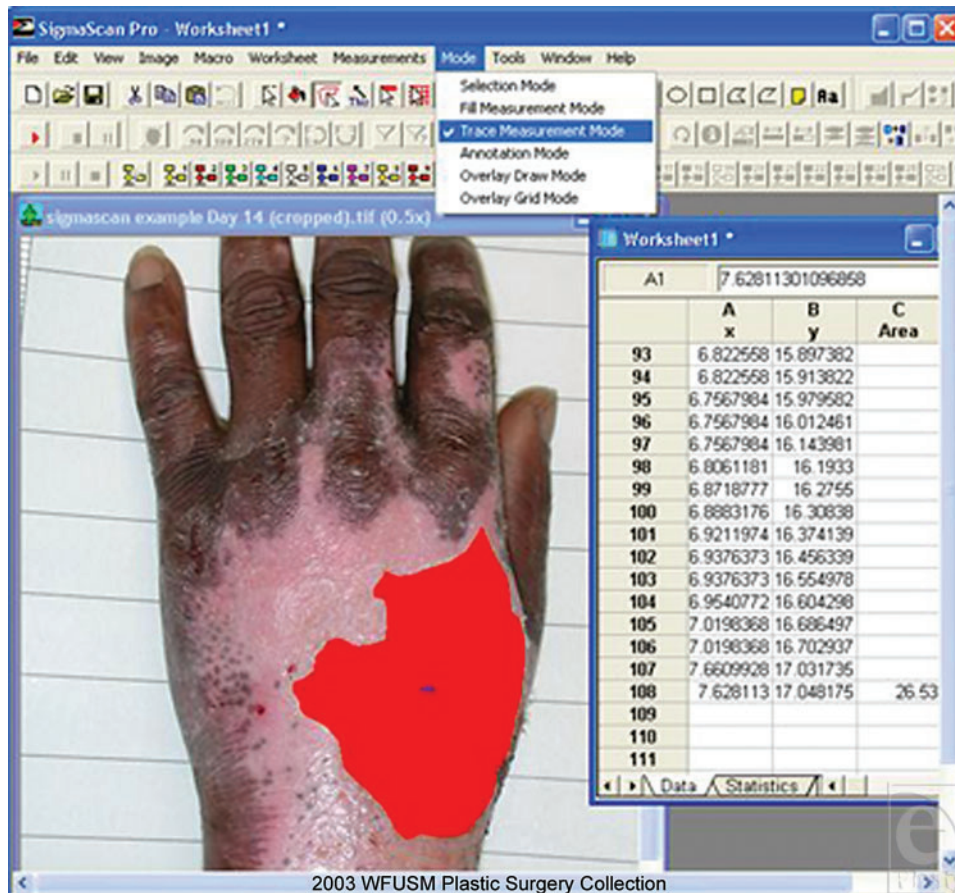 SigmaScan Pro - Worksheet1 *
File Edit View Image Macro Worksheet Measurements Mode Tools Window Help
Selection Mode
Fill Measurement Mode
Trace Measurement Mode
Annotation Mode
Overlay Draw Mode
Overlay Grid Mode
Aa
sigmascan example Day 14 (cropped).tif (0.5x)
Worksheet1 *
A1 7.62811301096858
A B C
x y Area
93 6.822558 15.897382
94 6.822558 15.913822
95 6.7567984 15.979582
96 6.7567984 16.012461
97 6.7567984 16.143981
98 6.8061181 16.1933
99 6.8718777 16.2755
100 6.8883176 16.30838
101 6.9211974 16.374139
102 6.9376373 16.456339
103 6.9376373 16.554978
104 6.9540772 16.604298
105 7.0198368 16.686497
106 7.0198368 16.702937
107 7.6609928 17.031735
108 7.628113 17.048175 26.53
109
110
111
Data Statistics
e
2003 WFUSM Plastic Surgery Collection